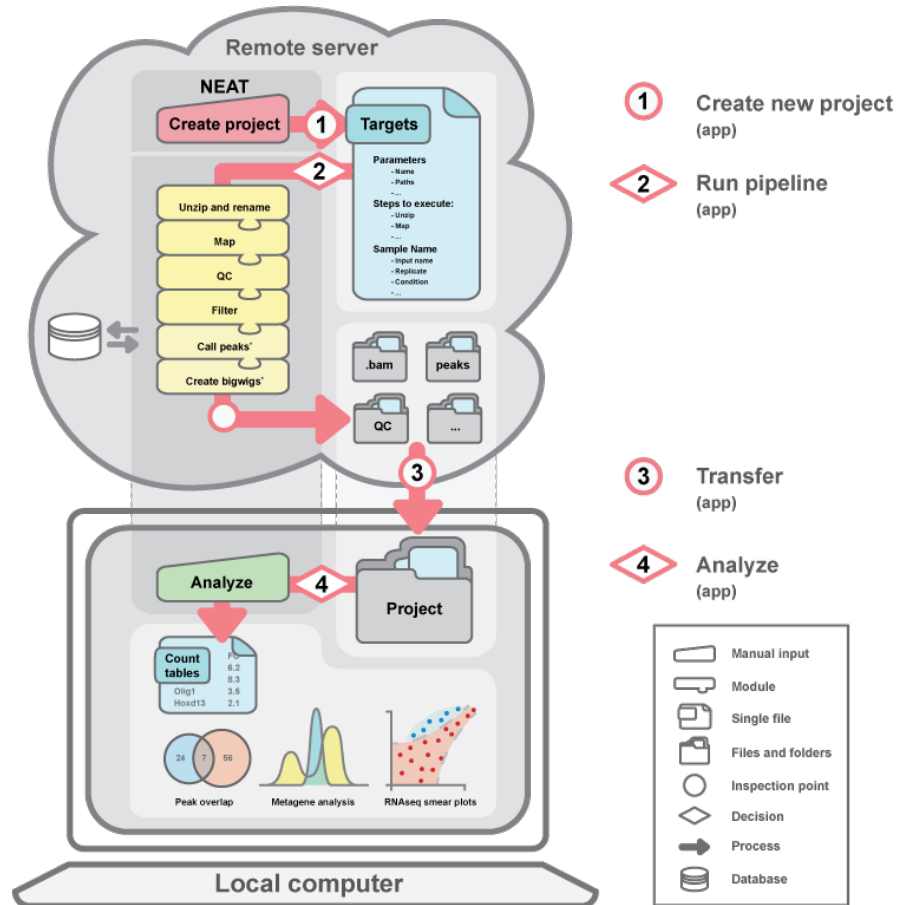 Remote server
NEAT
Create project
1
Targets
Parameters
- Name
- Paths
- ...
Steps to execute:
- Unzip
- Map
- ...
Sample Name
- Input name
- Replicate
- Condition
- ...
2
Unzip and rename
Map
QC
Filter
Call peaks*
Create bigwigs*
.bam
peaks
QC
...
3
Analyze
4
Project
Count
tables
6.2
8.3
Olig1 3.5
Hoxd13 2.1
24 7 56
Peak overlap
Metagene analysis
RNAseq smear plots
Local computer
1 Create new project
(app)
2 Run pipeline
(app)
3 Transfer
(app)
4 Analyze
(app)
Manual input
Module
Single file
Files and folders
Inspection point
Decision
Process
Database